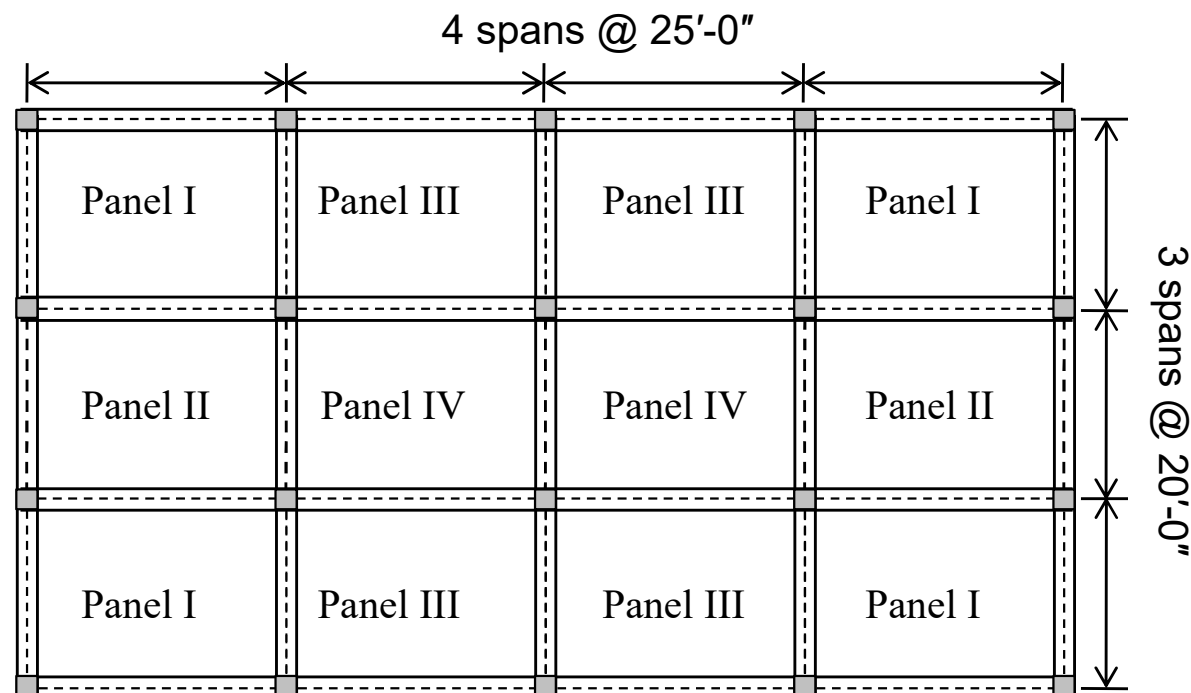 4 spans @ 25′-0″
Panel I
Panel III
Panel III
Panel I
Panel II
Panel IV
Panel IV
Panel II
Panel I
Panel III
Panel III
Panel I
3 spans @ 20′-0″